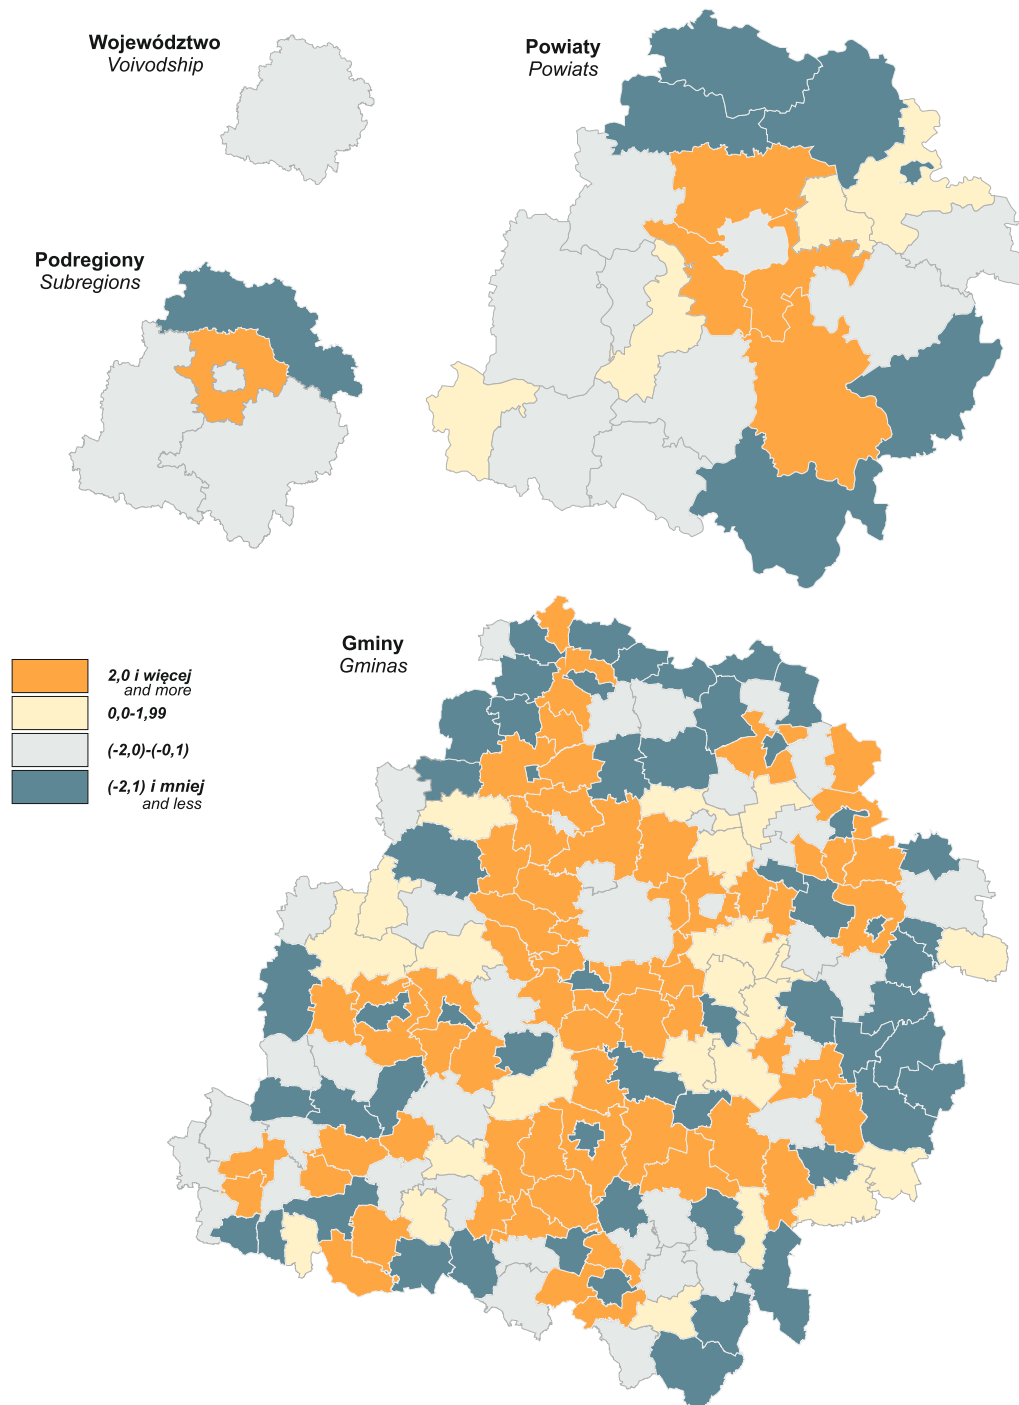 Województwo
Voivodship
Powiaty
Powiats
Podregiony
Subregions
Gminy
Gminas
2,0 i więcej
and more
0,0-1,99
(-2,0)-(-0,1)
(-2,1) i mniej
and less